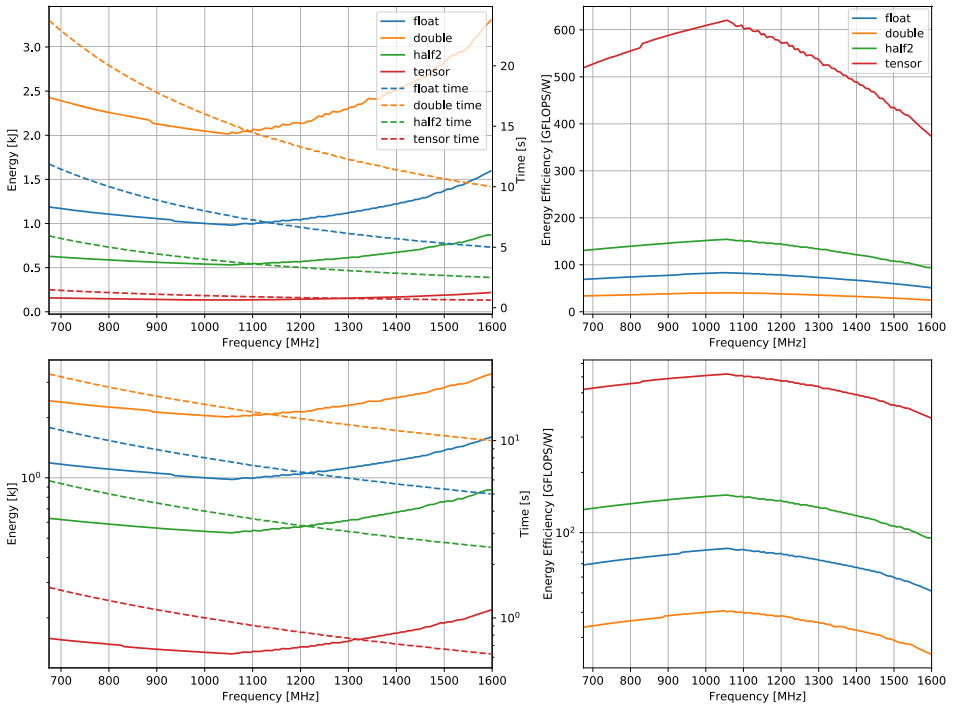 3.0
2.5
2.0
1.5
1.0
0.5
0.0
Energy [kJ]
float
double
half2
tensor
float time
double time
half2 time
tensor time
20
15
10
5
0
Time [s]
700 800 900 1000 1100 1200 1300 1400 1500 1600
Frequency [MHz]
600
500
400
300
200
100
0
Energy Efficiency [GFLOPS/W]
float
double
half2
tensor
700 800 900 1000 1100 1200 1300 1400 1500 1600
Frequency [MHz]
10⁰
Energy [kJ]
10¹
10⁰
Time [s]
700 800 900 1000 1100 1200 1300 1400 1500 1600
Frequency [MHz]
10²
Energy Efficiency [GFLOPS/W]
700 800 900 1000 1100 1200 1300 1400 1500 1600
Frequency [MHz]